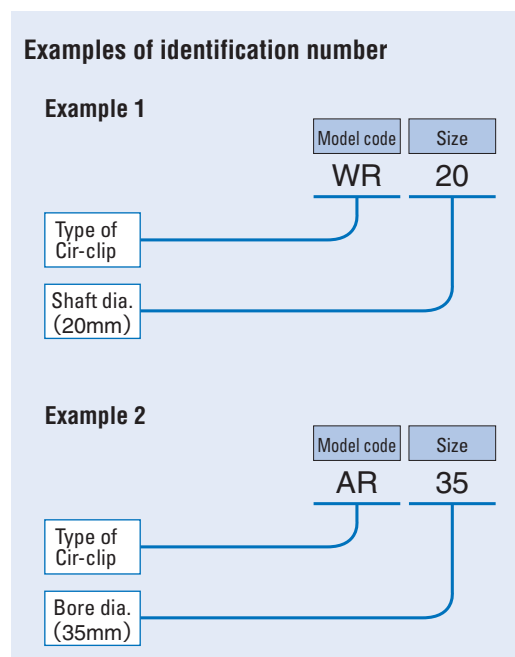 Examples of identification number
Example 1
Model code Size
WR 20
Type of
Cir-clip
Shaft dia.
(20mm)
Example 2
Model code Size
AR 35
Type of
Cir-clip
Bore dia.
(35mm)